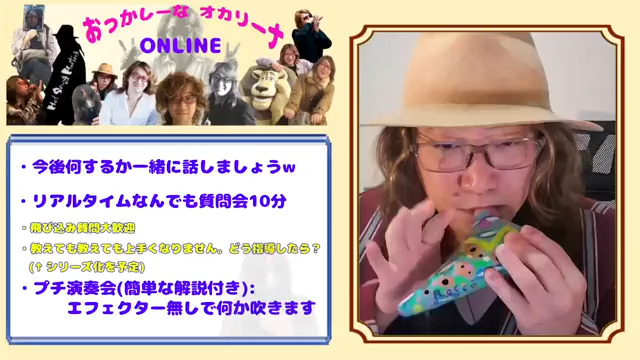 おっかしーな オカリーナ
ONLINE
・今後何するか一緒に話しましょうw
・リアルタイムなんでも質問会10分
・飛び込み質問大歓迎
・教えても教えても上手くなりません。どう指導したら？
(↑シリーズ化を予定)
・プチ演奏会(簡単な解説付き):
エフェクター無しで何か吹きます